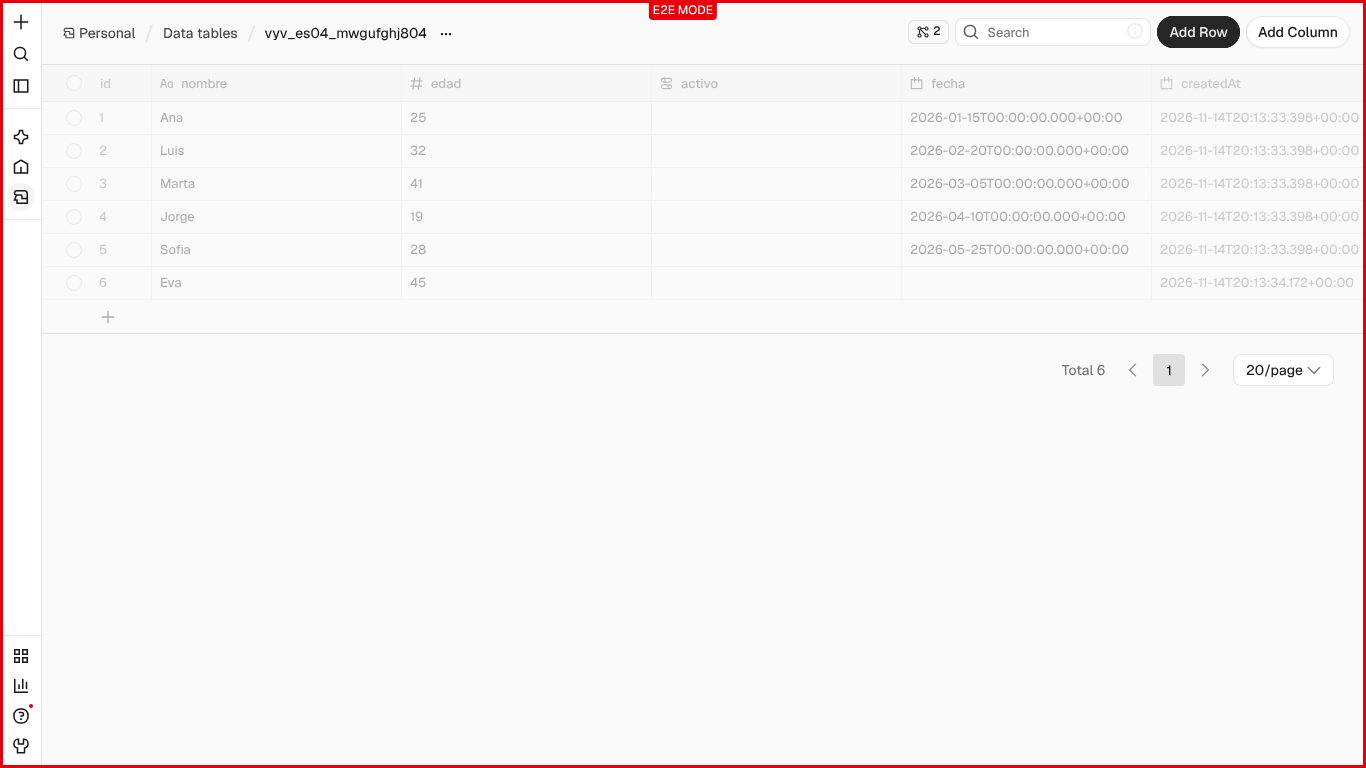 E2E MODE
Personal / Data tables / vyv_es04_mwgufghj804 ...
2 Search Add Row Add Column
id Aa nombre edad activo fecha createdAt
1 Ana 25 2026-01-15T00:00:00.000+00:00 2026-11-14T20:13:33.398+00:00
2 Luis 32 2026-02-20T00:00:00.000+00:00 2026-11-14T20:13:33.398+00:00
3 Marta 41 2026-03-05T00:00:00.000+00:00 2026-11-14T20:13:33.398+00:00
4 Jorge 19 2026-04-10T00:00:00.000+00:00 2026-11-14T20:13:33.398+00:00
5 Sofia 28 2026-05-25T00:00:00.000+00:00 2026-11-14T20:13:33.398+00:00
6 Eva 45 2026-11-14T20:13:34.172+00:00
Total 6 1 20/page